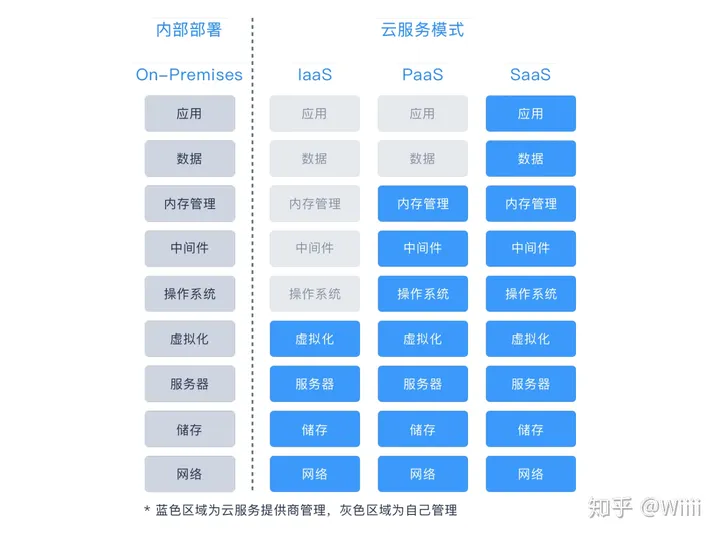 内部部署 云服务模式
On-Premises IaaS PaaS SaaS
应用 应用 应用 应用
数据 数据 数据 数据
内存管理 内存管理 内存管理 内存管理
中间件 中间件 中间件 中间件
操作系统 操作系统 操作系统 操作系统
虚拟化 虚拟化 虚拟化 虚拟化
服务器 服务器 服务器 服务器
储存 储存 储存 储存
网络 网络 网络 网络
* 蓝色区域为云服务提供商管理，灰色区域为自己管理
知乎 @Wiiii